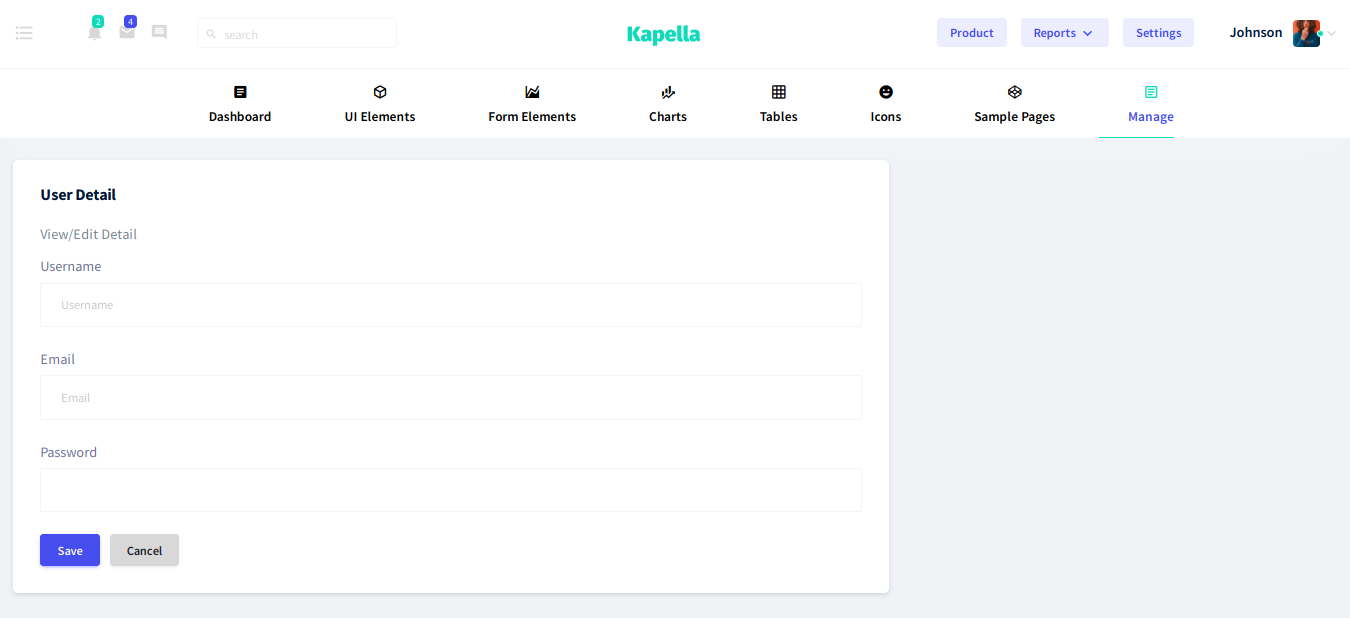 2
4
search
Kapella
Product
Reports
Settings
Johnson
Dashboard
UI Elements
Form Elements
Charts
Tables
Icons
Sample Pages
Manage
User Detail
View/Edit Detail
Username
Username
Email
Email
Password
Save
Cancel